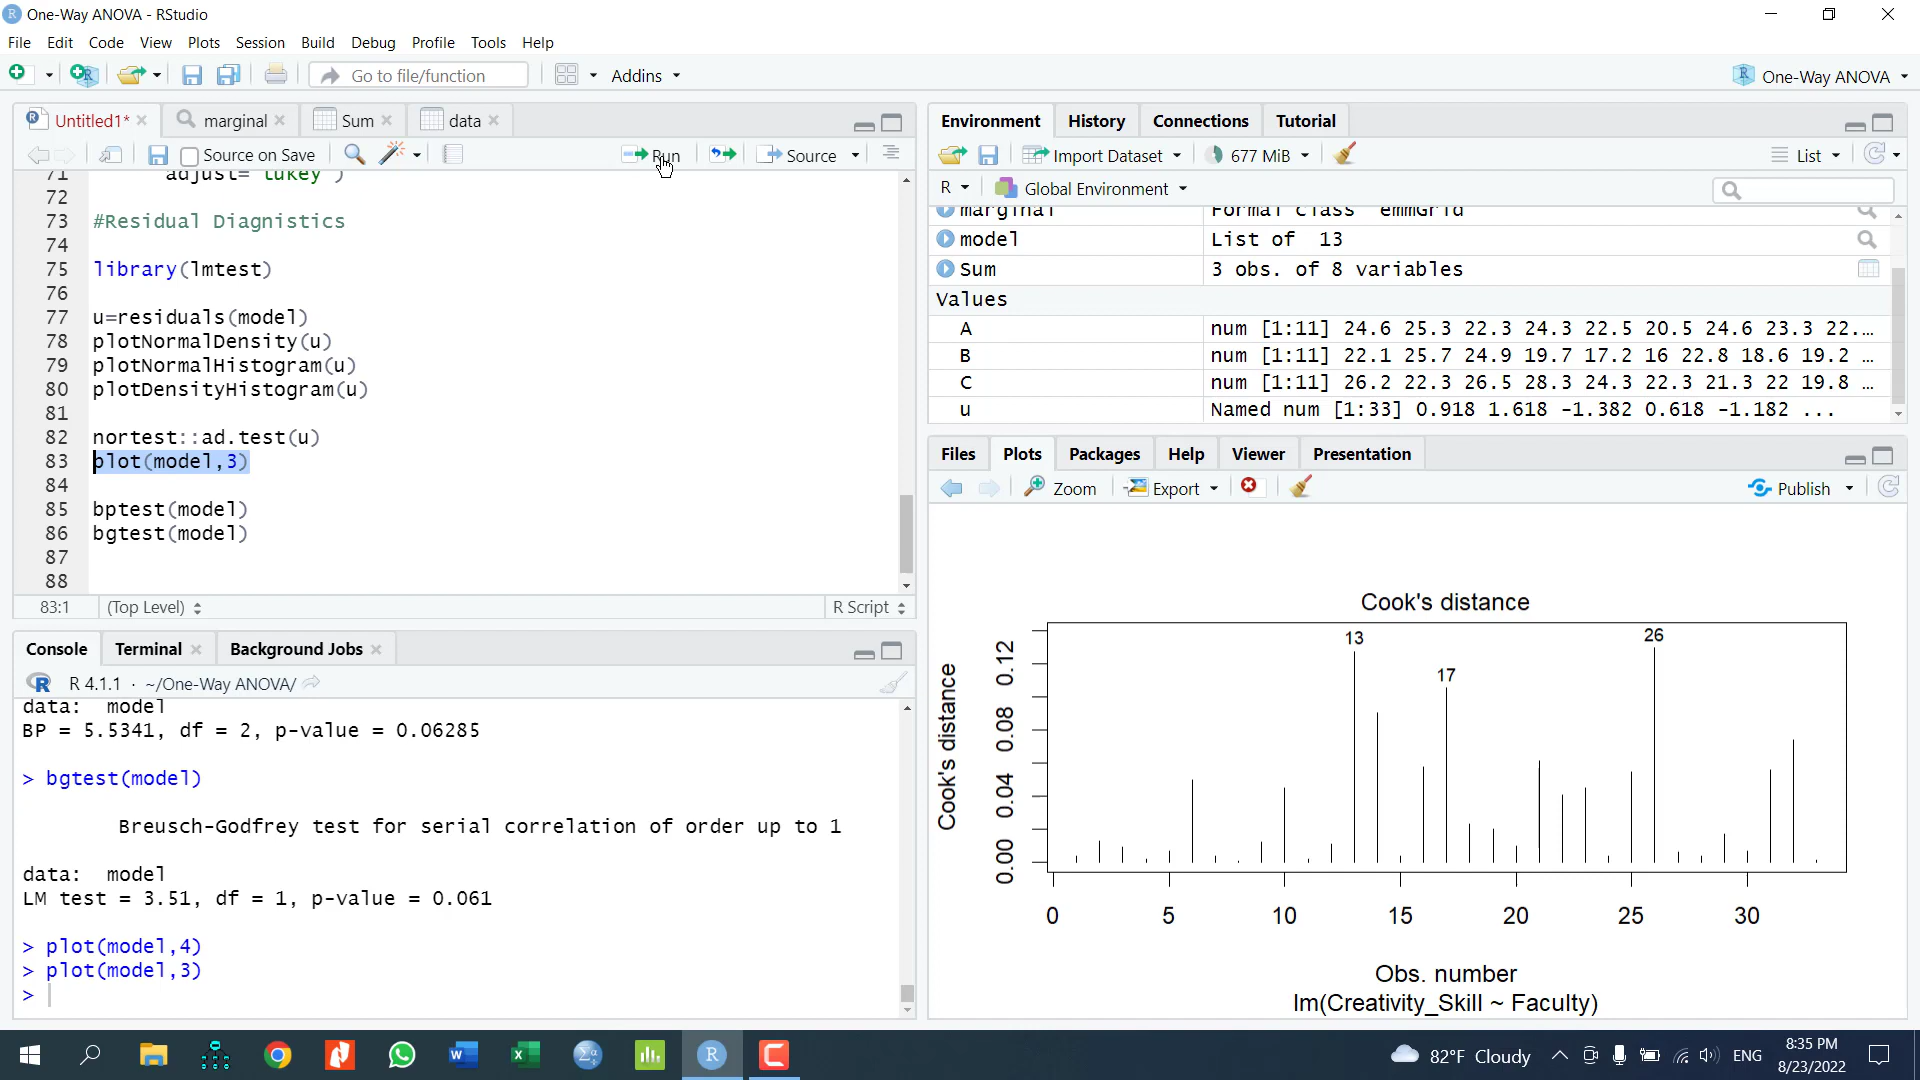 One-Way ANOVA - RStudio
File Edit Code View Plots Session Build Debug Profile Tools Help
Go to file/function Addins One-Way ANOVA
Untitled1* marginal Sum data
Source on Save Run Source
71 adjust="tukey")
72
73 #Residual Diagnistics
74
75 library(lmtest)
76
77 u=residuals(model)
78 plotNormalDensity(u)
79 plotNormalHistogram(u)
80 plotDensityHistogram(u)
81
82 nortest::ad.test(u)
83 plot(model,3)
84
85 bptest(model)
86 bgtest(model)
87
88
83:1 (Top Level) R Script
Console Terminal Background Jobs
R 4.1.1 · ~/One-Way ANOVA/
data: model
BP = 5.5341, df = 2, p-value = 0.06285
> bgtest(model)
Breusch-Godfrey test for serial correlation of order up to 1
data: model
LM test = 3.51, df = 1, p-value = 0.061
> plot(model,4)
> plot(model,3)
>
Environment History Connections Tutorial
Import Dataset 677 MiB List
R Global Environment
marginal Formal class emmGrid
model List of 13
Sum 3 obs. of 8 variables
Values
A num [1:11] 24.6 25.3 22.3 24.3 22.5 20.5 24.6 23.3 22.…
B num [1:11] 22.1 25.7 24.9 19.7 17.2 16 22.8 18.6 19.2 …
C num [1:11] 26.2 22.3 26.5 28.3 24.3 22.3 21.3 22 19.8 …
u Named num [1:33] 0.918 1.618 -1.382 0.618 -1.182 ...
Files Plots Packages Help Viewer Presentation
Zoom Export Publish
Cook's distance
13 26
17
Cook's distance
0.00 0.04 0.08 0.12
0 5 10 15 20 25 30
Obs. number
lm(Creativity_Skill ~ Faculty)
82°F Cloudy ENG
8:35 PM
8/23/2022